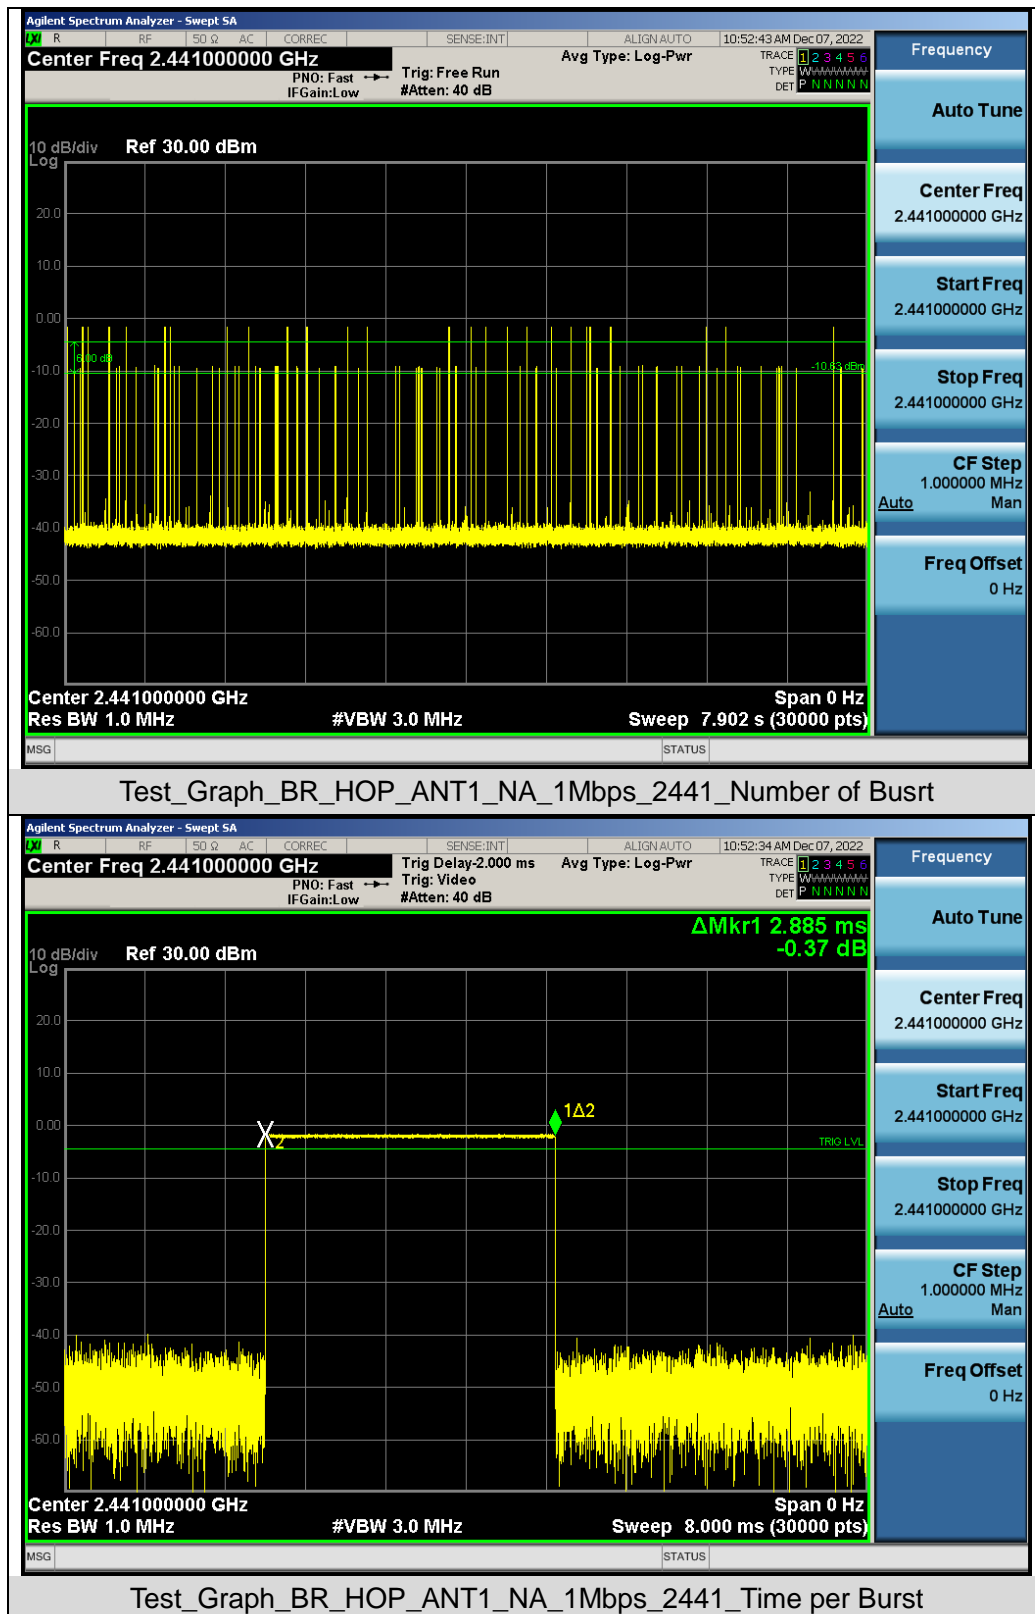 Agilent Spectrum Analyzer - Swept SA
LXI R RF 50 Ω AC CORREC SENSE:INT ALIGN AUTO 10:52:43 AM Dec 07, 2022
Center Freq 2.441000000 GHz
PNO: Fast
IFGain:Low
Trig: Free Run
#Atten: 40 dB
Avg Type: Log-Pwr
TRACE 1 2 3 4 5 6
TYPE W
DET P N N N N N
Frequency
Auto Tune
10 dB/div Ref 30.00 dBm
Log
20.0
10.0
0.00
-10.0
-20.0
-30.0
-40.0
-50.0
-60.0
6.00 dB
-10.63 dBm
Center Freq
2.441000000 GHz
Start Freq
2.441000000 GHz
Stop Freq
2.441000000 GHz
CF Step
1.000000 MHz
Auto Man
Freq Offset
0 Hz
Center 2.441000000 GHz Span 0 Hz
Res BW 1.0 MHz #VBW 3.0 MHz Sweep 7.902 s (30000 pts)
MSG STATUS
Test_Graph_BR_HOP_ANT1_NA_1Mbps_2441_Number of Busrt
Agilent Spectrum Analyzer - Swept SA
LXI R RF 50 Ω AC CORREC SENSE:INT ALIGN AUTO 10:52:34 AM Dec 07, 2022
Center Freq 2.441000000 GHz
PNO: Fast
IFGain:Low
Trig Delay-2.000 ms
Trig: Video
#Atten: 40 dB
Avg Type: Log-Pwr
TRACE 1 2 3 4 5 6
TYPE W
DET P N N N N N
Frequency
Auto Tune
ΔMkr1 2.885 ms
-0.37 dB
10 dB/div Ref 30.00 dBm
Log
20.0
10.0
0.00
-10.0
-20.0
-30.0
-40.0
-50.0
-60.0
2
1Δ2
TRIG LVL
Center Freq
2.441000000 GHz
Start Freq
2.441000000 GHz
Stop Freq
2.441000000 GHz
CF Step
1.000000 MHz
Auto Man
Freq Offset
0 Hz
Center 2.441000000 GHz Span 0 Hz
Res BW 1.0 MHz #VBW 3.0 MHz Sweep 8.000 ms (30000 pts)
MSG STATUS
Test_Graph_BR_HOP_ANT1_NA_1Mbps_2441_Time per Burst